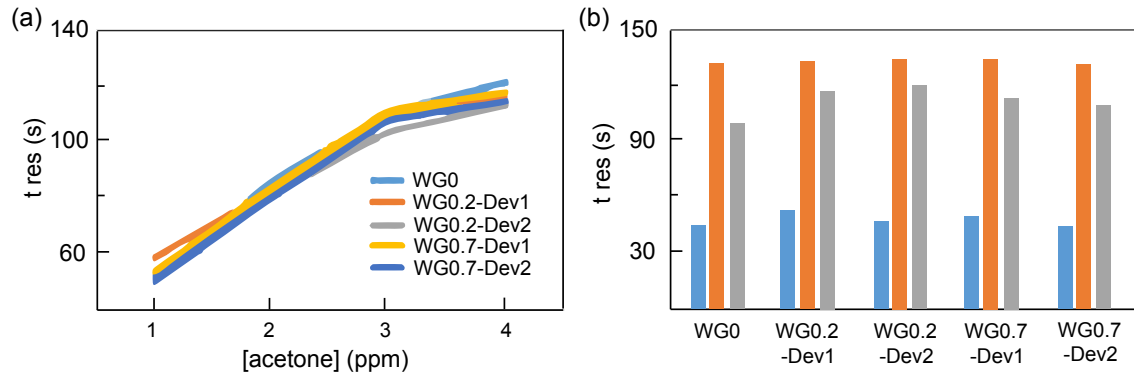 (a)
140
100
60
t res (s)
WG0
WG0.2-Dev1
WG0.2-Dev2
WG0.7-Dev1
WG0.7-Dev2
1 2 3 4
[acetone] (ppm)
(b)
150
90
30
t res (s)
WG0 WG0.2 WG0.2 WG0.7 WG0.7
-Dev1 -Dev2 -Dev1 -Dev2